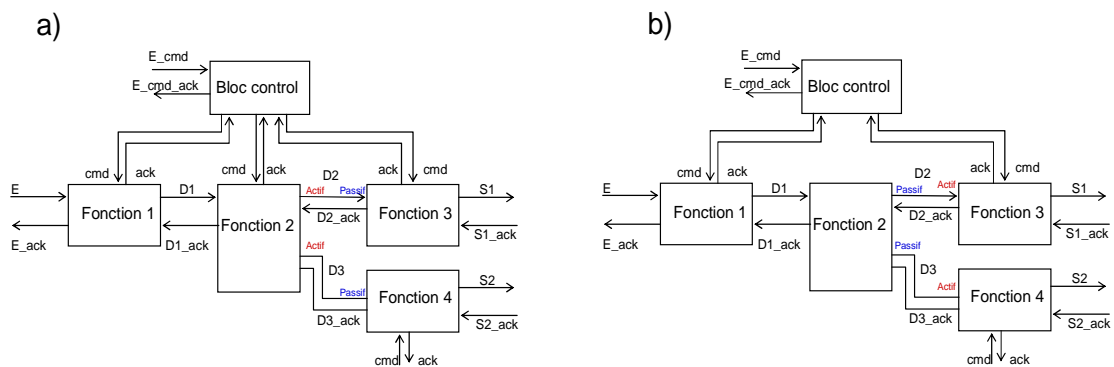 a)
E_cmd
E_cmd_ack
Bloc control
cmd
ack
cmd
ack
ack
cmd
E
D1
D2
Actif
Passif
S1
Fonction 1
Fonction 2
Fonction 3
D2_ack
E_ack
D1_ack
S1_ack
Actif
D3
Passif
S2
Fonction 4
D3_ack
S2_ack
cmd
ack
b)
E_cmd
E_cmd_ack
Bloc control
cmd
ack
ack
cmd
E
D1
D2
Passif
Actif
S1
Fonction 1
Fonction 2
Fonction 3
D2_ack
E_ack
D1_ack
S1_ack
Passif
D3
Actif
S2
Fonction 4
D3_ack
S2_ack
cmd
ack